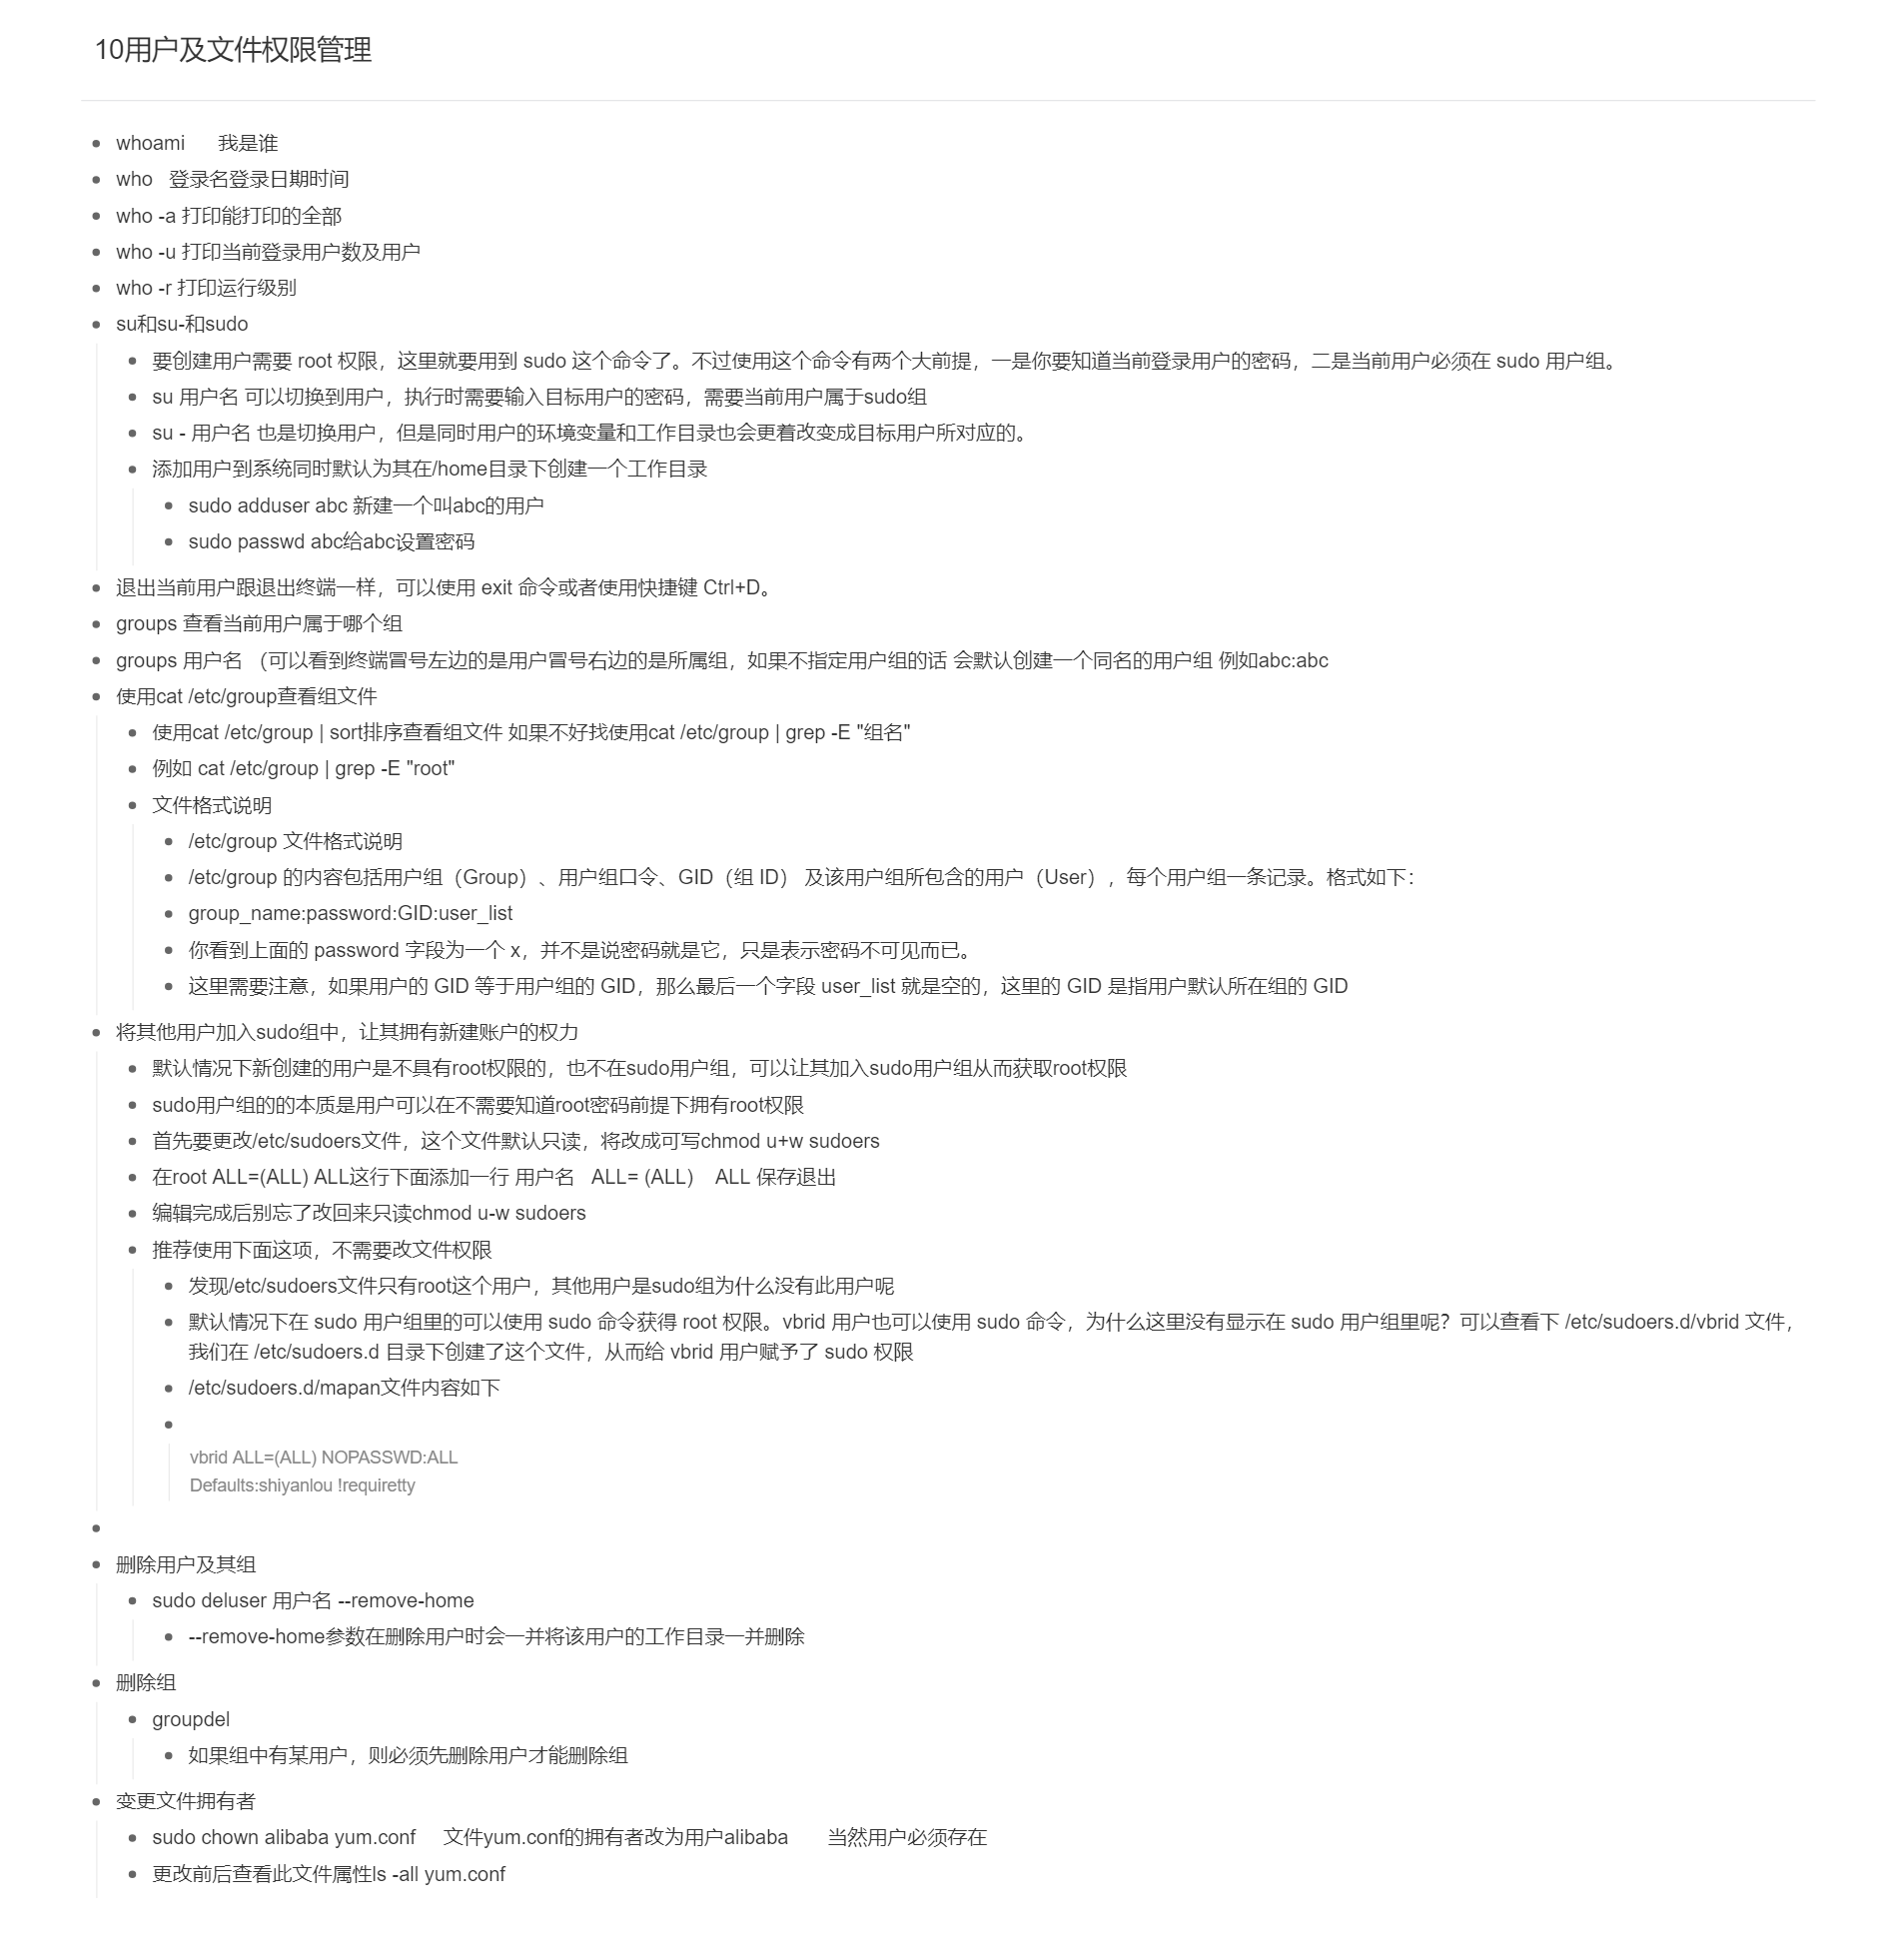 10用户及文件权限管理
whoami 我是谁
who 登录名登录日期时间
who -a 打印能打印的全部
who -u 打印当前登录用户数及用户
who -r 打印运行级别
su和su-和sudo
要创建用户需要 root 权限，这里就要用到 sudo 这个命令了。不过使用这个命令有两个大前提，一是你要知道当前登录用户的密码，二是当前用户必须在 sudo 用户组。
su 用户名 可以切换到用户，执行时需要输入目标用户的密码，需要当前用户属于sudo组
su - 用户名 也是切换用户，但是同时用户的环境变量和工作目录也会更着改变成目标用户所对应的。
添加用户到系统同时默认为其在/home目录下创建一个工作目录
sudo adduser abc 新建一个叫abc的用户
sudo passwd abc给abc设置密码
退出当前用户跟退出终端一样，可以使用 exit 命令或者使用快捷键 Ctrl+D。
groups 查看当前用户属于哪个组
groups 用户名 （可以看到终端冒号左边的是用户冒号右边的是所属组，如果不指定用户组的话 会默认创建一个同名的用户组 例如abc:abc
使用cat /etc/group查看组文件
使用cat /etc/group | sort排序查看组文件 如果不好找使用cat /etc/group | grep -E "组名"
例如 cat /etc/group | grep -E "root"
文件格式说明
/etc/group 文件格式说明
/etc/group 的内容包括用户组（Group）、用户组口令、GID（组 ID） 及该用户组所包含的用户（User），每个用户组一条记录。格式如下：
group_name:password:GID:user_list
你看到上面的 password 字段为一个 x，并不是说密码就是它，只是表示密码不可见而已。
这里需要注意，如果用户的 GID 等于用户组的 GID，那么最后一个字段 user_list 就是空的，这里的 GID 是指用户默认所在组的 GID
将其他用户加入sudo组中，让其拥有新建账户的权力
默认情况下新创建的用户是不具有root权限的，也不在sudo用户组，可以让其加入sudo用户组从而获取root权限
sudo用户组的的本质是用户可以在不需要知道root密码前提下拥有root权限
首先要更改/etc/sudoers文件，这个文件默认只读，将改成可写chmod u+w sudoers
在root ALL=(ALL) ALL这行下面添加一行 用户名 ALL= (ALL) ALL 保存退出
编辑完成后别忘了改回来只读chmod u-w sudoers
推荐使用下面这项，不需要改文件权限
发现/etc/sudoers文件只有root这个用户，其他用户是sudo组为什么没有此用户呢
默认情况下在 sudo 用户组里的可以使用 sudo 命令获得 root 权限。vbrid 用户也可以使用 sudo 命令，为什么这里没有显示在 sudo 用户组里呢？可以查看下 /etc/sudoers.d/vbrid 文件，
我们在 /etc/sudoers.d 目录下创建了这个文件，从而给 vbrid 用户赋予了 sudo 权限
/etc/sudoers.d/mapan文件内容如下
vbrid ALL=(ALL) NOPASSWD:ALL
Defaults:shiyanlou !requiretty
删除用户及其组
sudo deluser 用户名 --remove-home
--remove-home参数在删除用户时会一并将该用户的工作目录一并删除
删除组
groupdel
如果组中有某用户，则必须先删除用户才能删除组
变更文件拥有者
sudo chown alibaba yum.conf 文件yum.conf的拥有者改为用户alibaba 当然用户必须存在
更改前后查看此文件属性ls -all yum.conf